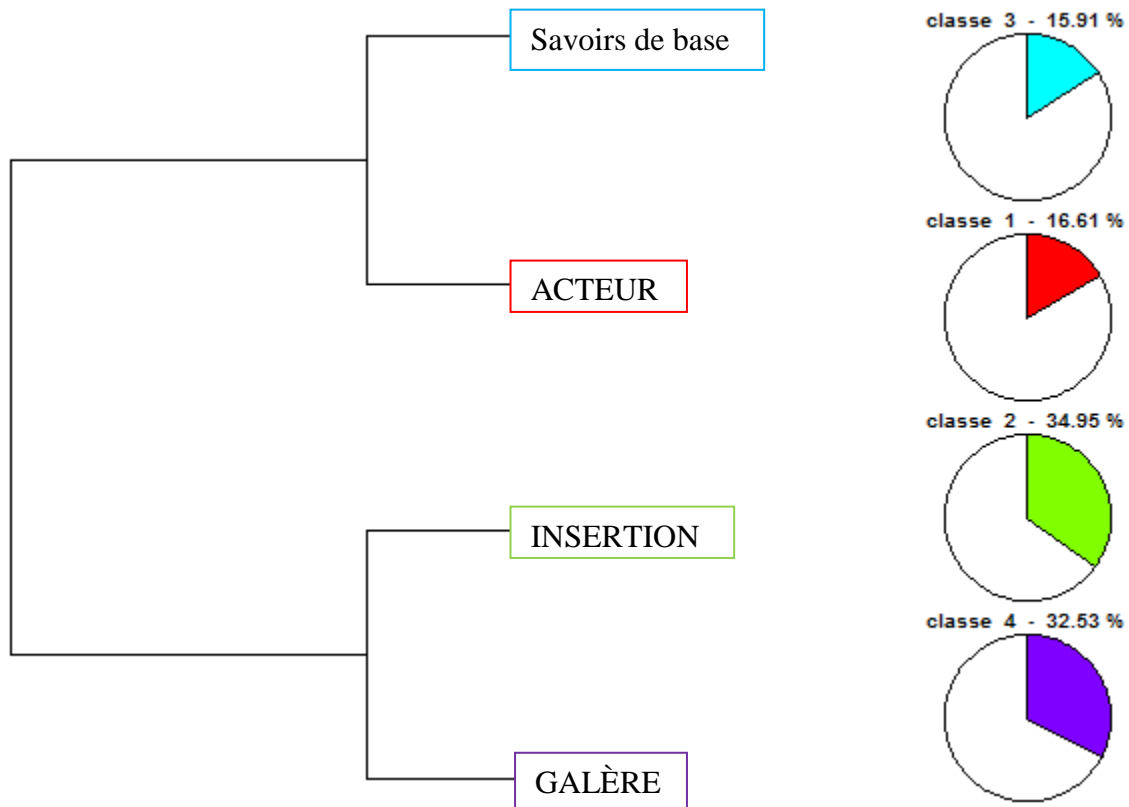 classe 3 - 15.91 %
Savoirs de base
classe 1 - 16.61 %
ACTEUR
classe 2 - 34.95 %
INSERTION
classe 4 - 32.53 %
GALÈRE